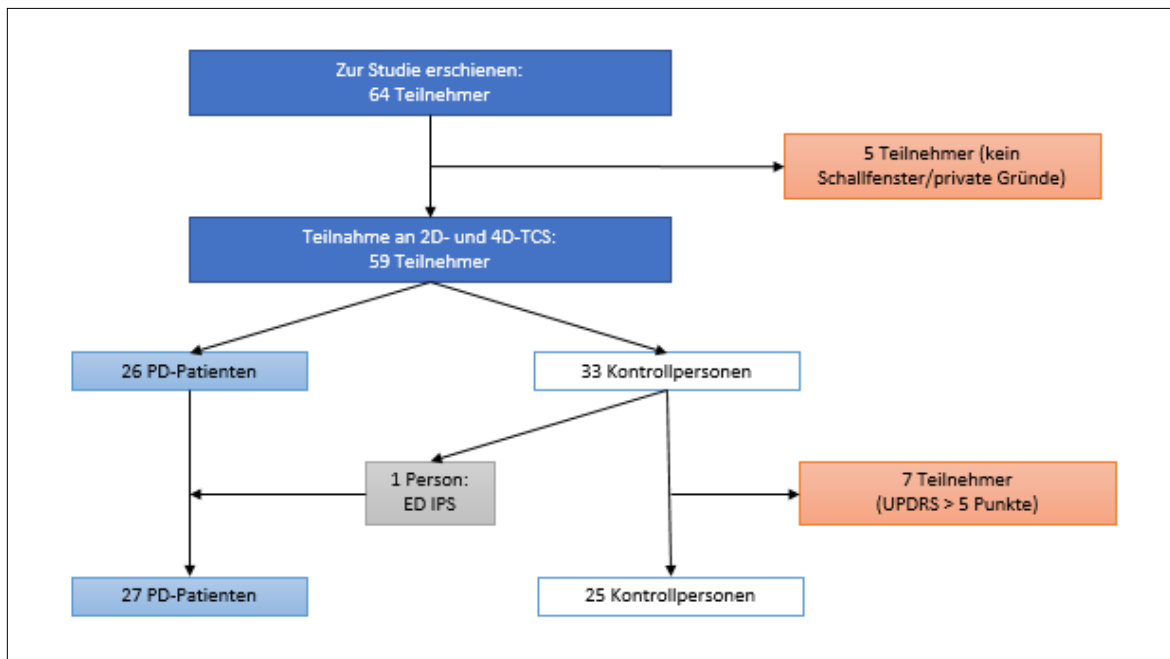 Zur Studie erschienen:
64 Teilnehmer
5 Teilnehmer (kein
Schallfenster/private Gründe)
Teilnahme an 2D- und 4D-TCS:
59 Teilnehmer
26 PD-Patienten
33 Kontrollpersonen
1 Person:
ED IPS
7 Teilnehmer
(UPDRS > 5 Punkte)
27 PD-Patienten
25 Kontrollpersonen